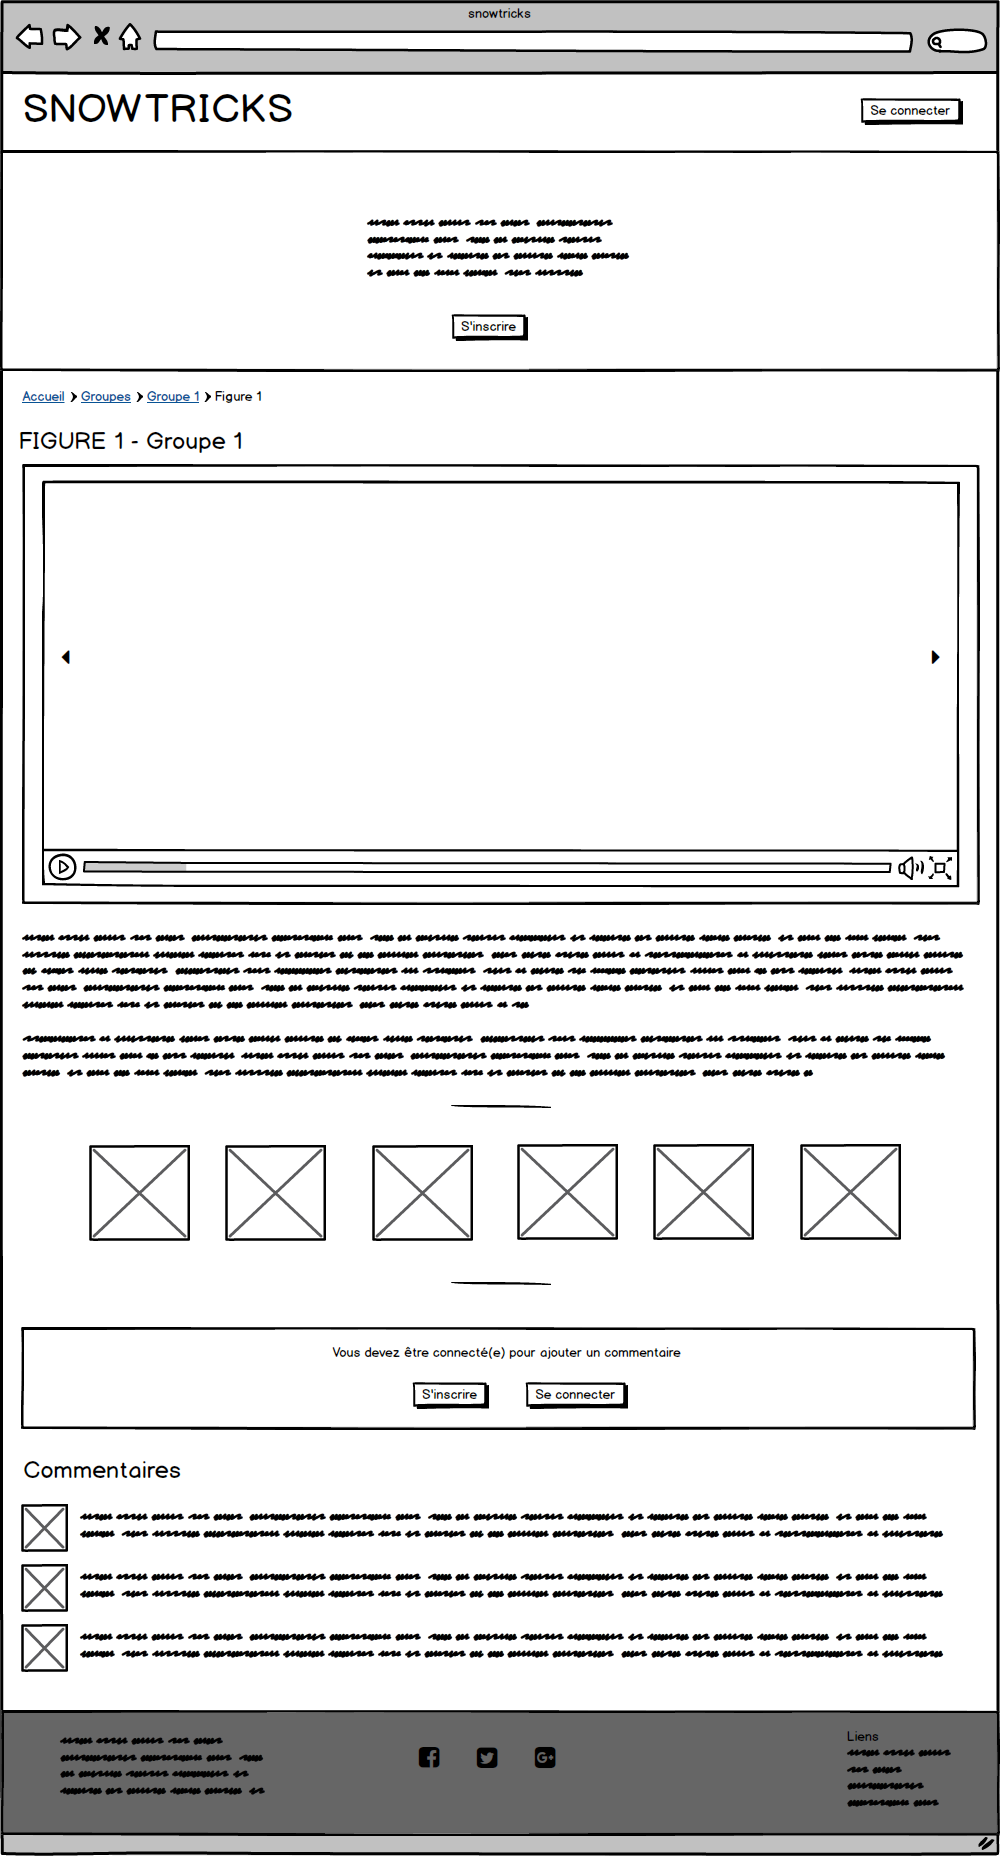 snowtricks
SNOWTRICKS
Se connecter
S'inscrire
Accueil > Groupes > Groupe 1 > Figure 1
FIGURE 1 - Groupe 1
Vous devez être connecté(e) pour ajouter un commentaire
S'inscrire Se connecter
Commentaires
Liens